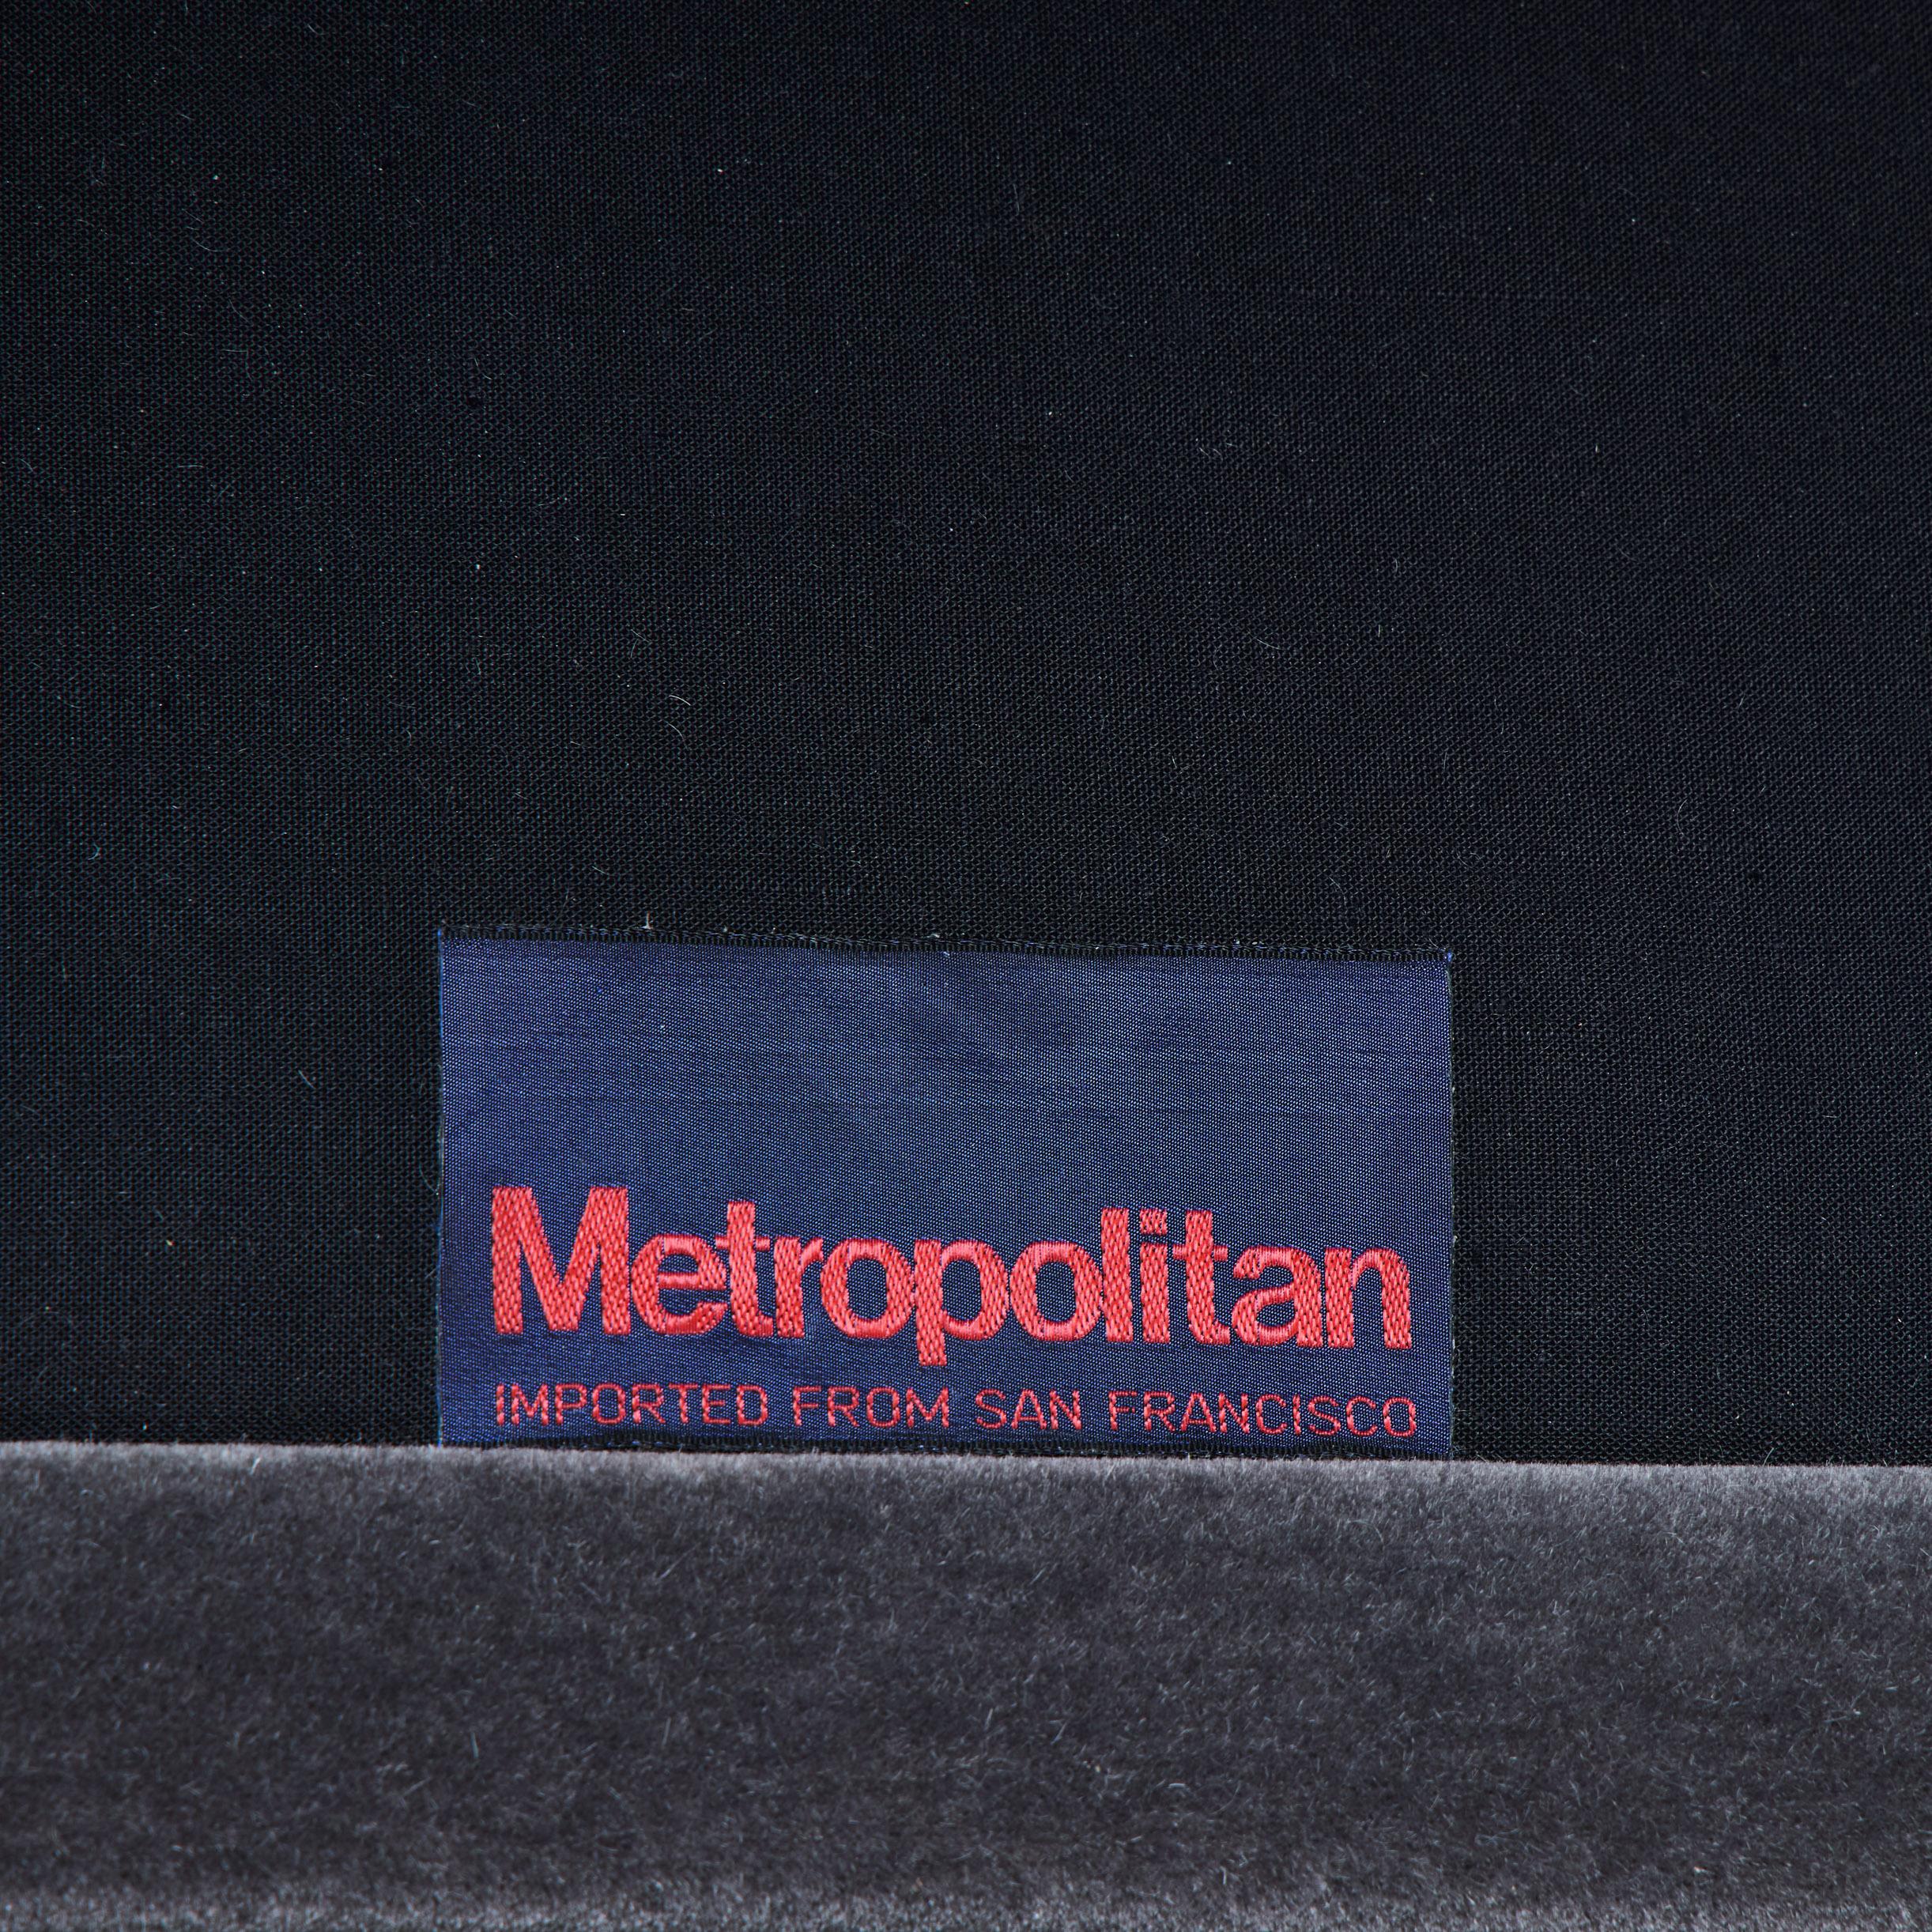 Metropolitan
IMPORTED FROM SAN FRANCISCO